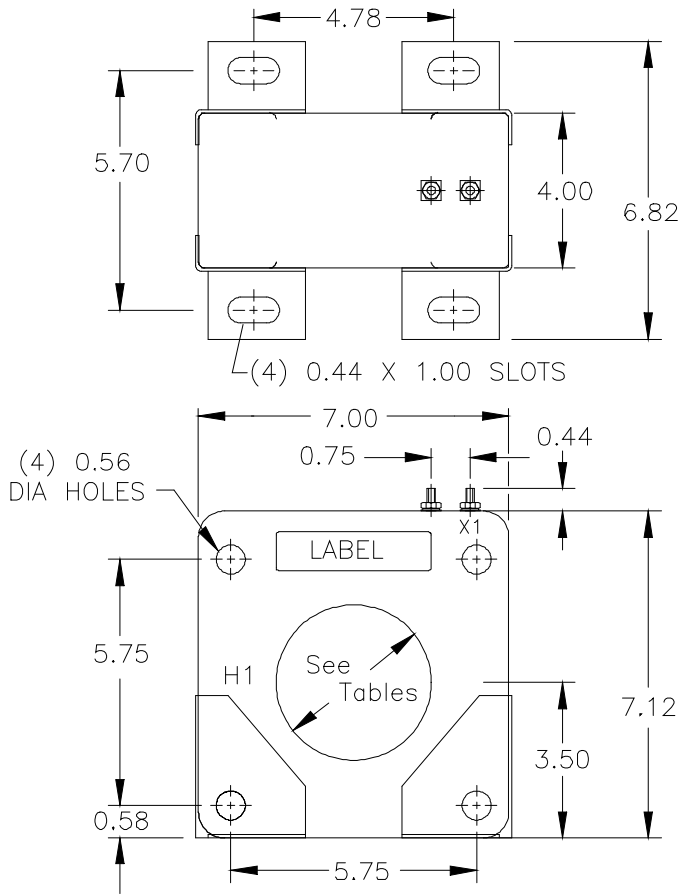 4.78
5.70
4.00
6.82
(4) 0.44 X 1.00 SLOTS
7.00
0.44
0.75
(4) 0.56
DIA HOLES
X1
LABEL
5.75
See
Tables
H1
7.12
3.50
0.58
5.75